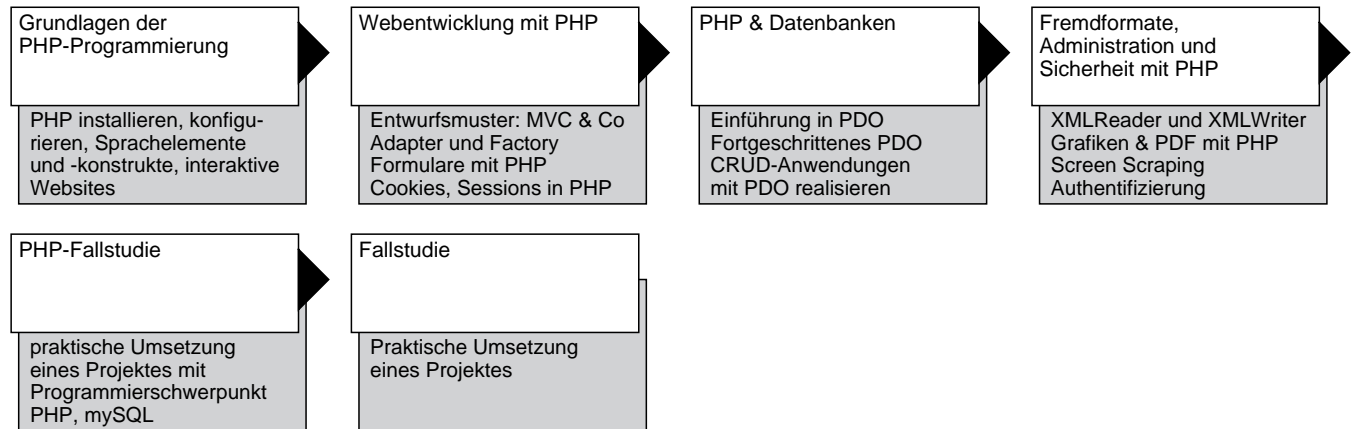 Grundlagen der
PHP-Programmierung
PHP installieren, konfigu-
rieren, Sprachelemente
und -konstrukte, interaktive
Websites
Webentwicklung mit PHP
Entwurfsmuster: MVC & Co
Adapter und Factory
Formulare mit PHP
Cookies, Sessions in PHP
PHP & Datenbanken
Einführung in PDO
Fortgeschrittenes PDO
CRUD-Anwendungen
mit PDO realisieren
Fremdformate,
Administration und
Sicherheit mit PHP
XMLReader und XMLWriter
Grafiken & PDF mit PHP
Screen Scraping
Authentifizierung
PHP-Fallstudie
praktische Umsetzung
eines Projektes mit
Programmierschwerpunkt
PHP, mySQL
Fallstudie
Praktische Umsetzung
eines Projektes